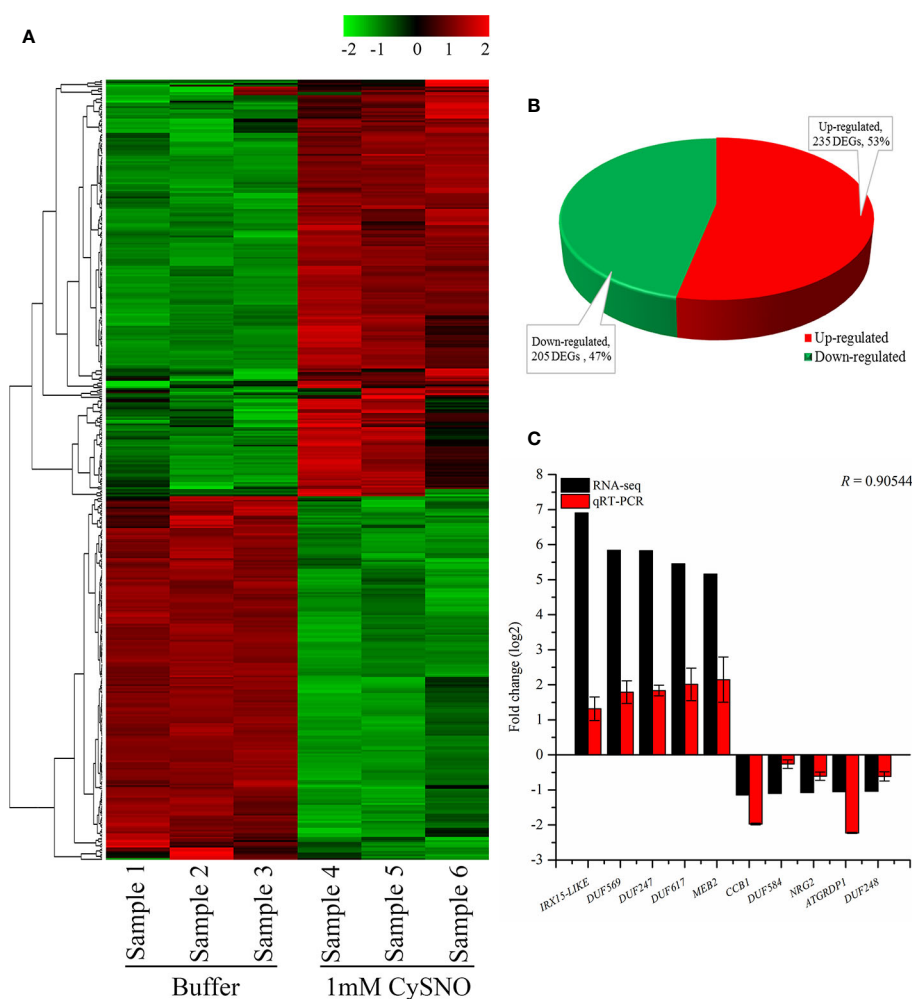 A
-2 -1 0 1 2
Sample 1
Sample 2
Sample 3
Sample 4
Sample 5
Sample 6
Buffer
1mM CySNO
B
Up-regulated,
235 DEGs, 53%
Down-regulated,
205 DEGs , 47%
Up-regulated
Down-regulated
C
RNA-seq
qRT-PCR
R = 0.90544
Fold change (log2)
8
7
6
5
4
3
2
1
0
-1
-2
-3
IRX15-LIKE
DUF569
DUF247
DUF617
MEB2
CCB1
DUF584
NRG2
ATGRDP1
DUF248